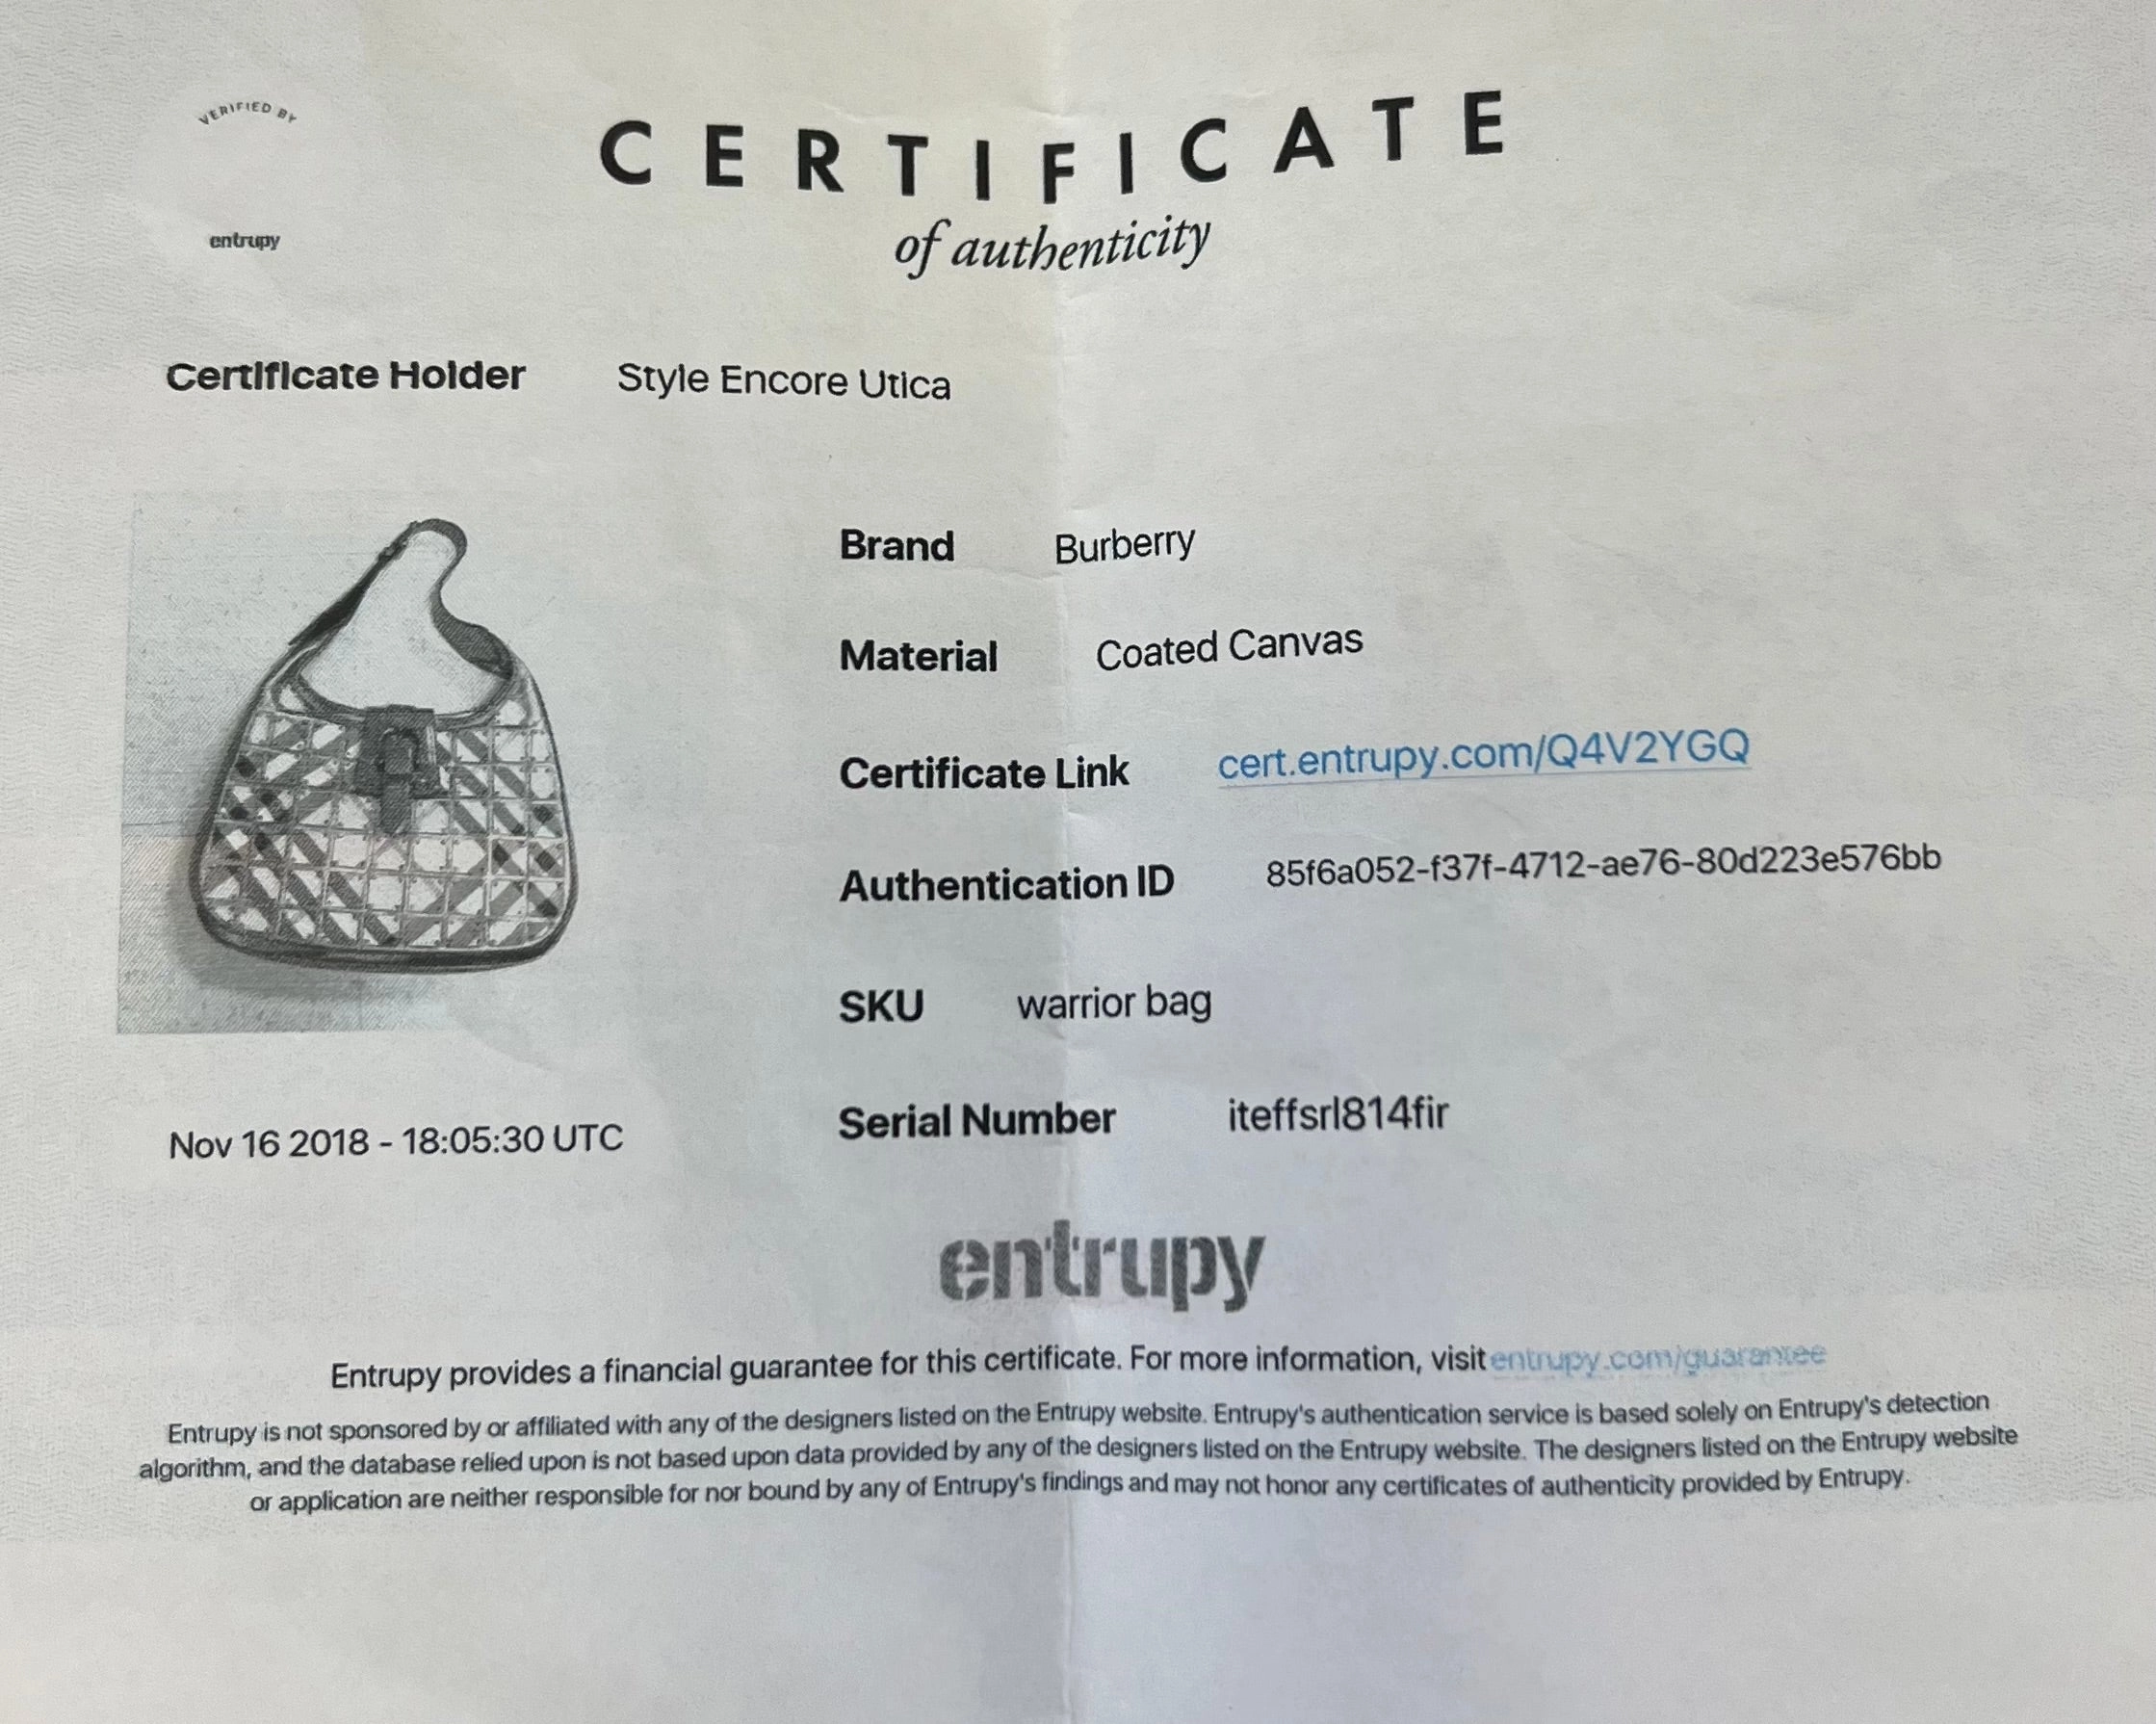 VERIFIED BY
entrupy
CERTIFICATE
of authenticity
Certificate Holder Style Encore Utica
Brand Burberry
Material Coated Canvas
Certificate Link cert.entrupy.com/Q4V2YGQ
Authentication ID 85f6a052-f37f-4712-ae76-80d223e576bb
SKU warrior bag
Serial Number iteffsrl814fir
Nov 16 2018 - 18:05:30 UTC
entrupy
Entrupy provides a financial guarantee for this certificate. For more information, visit entrupy.com/guarantee
Entrupy is not sponsored by or affiliated with any of the designers listed on the Entrupy website. Entrupy's authentication service is based solely on Entrupy's detection
algorithm, and the database relied upon is not based upon data provided by any of the designers listed on the Entrupy website. The designers listed on the Entrupy website
or application are neither responsible for nor bound by any of Entrupy's findings and may not honor any certificates of authenticity provided by Entrupy.